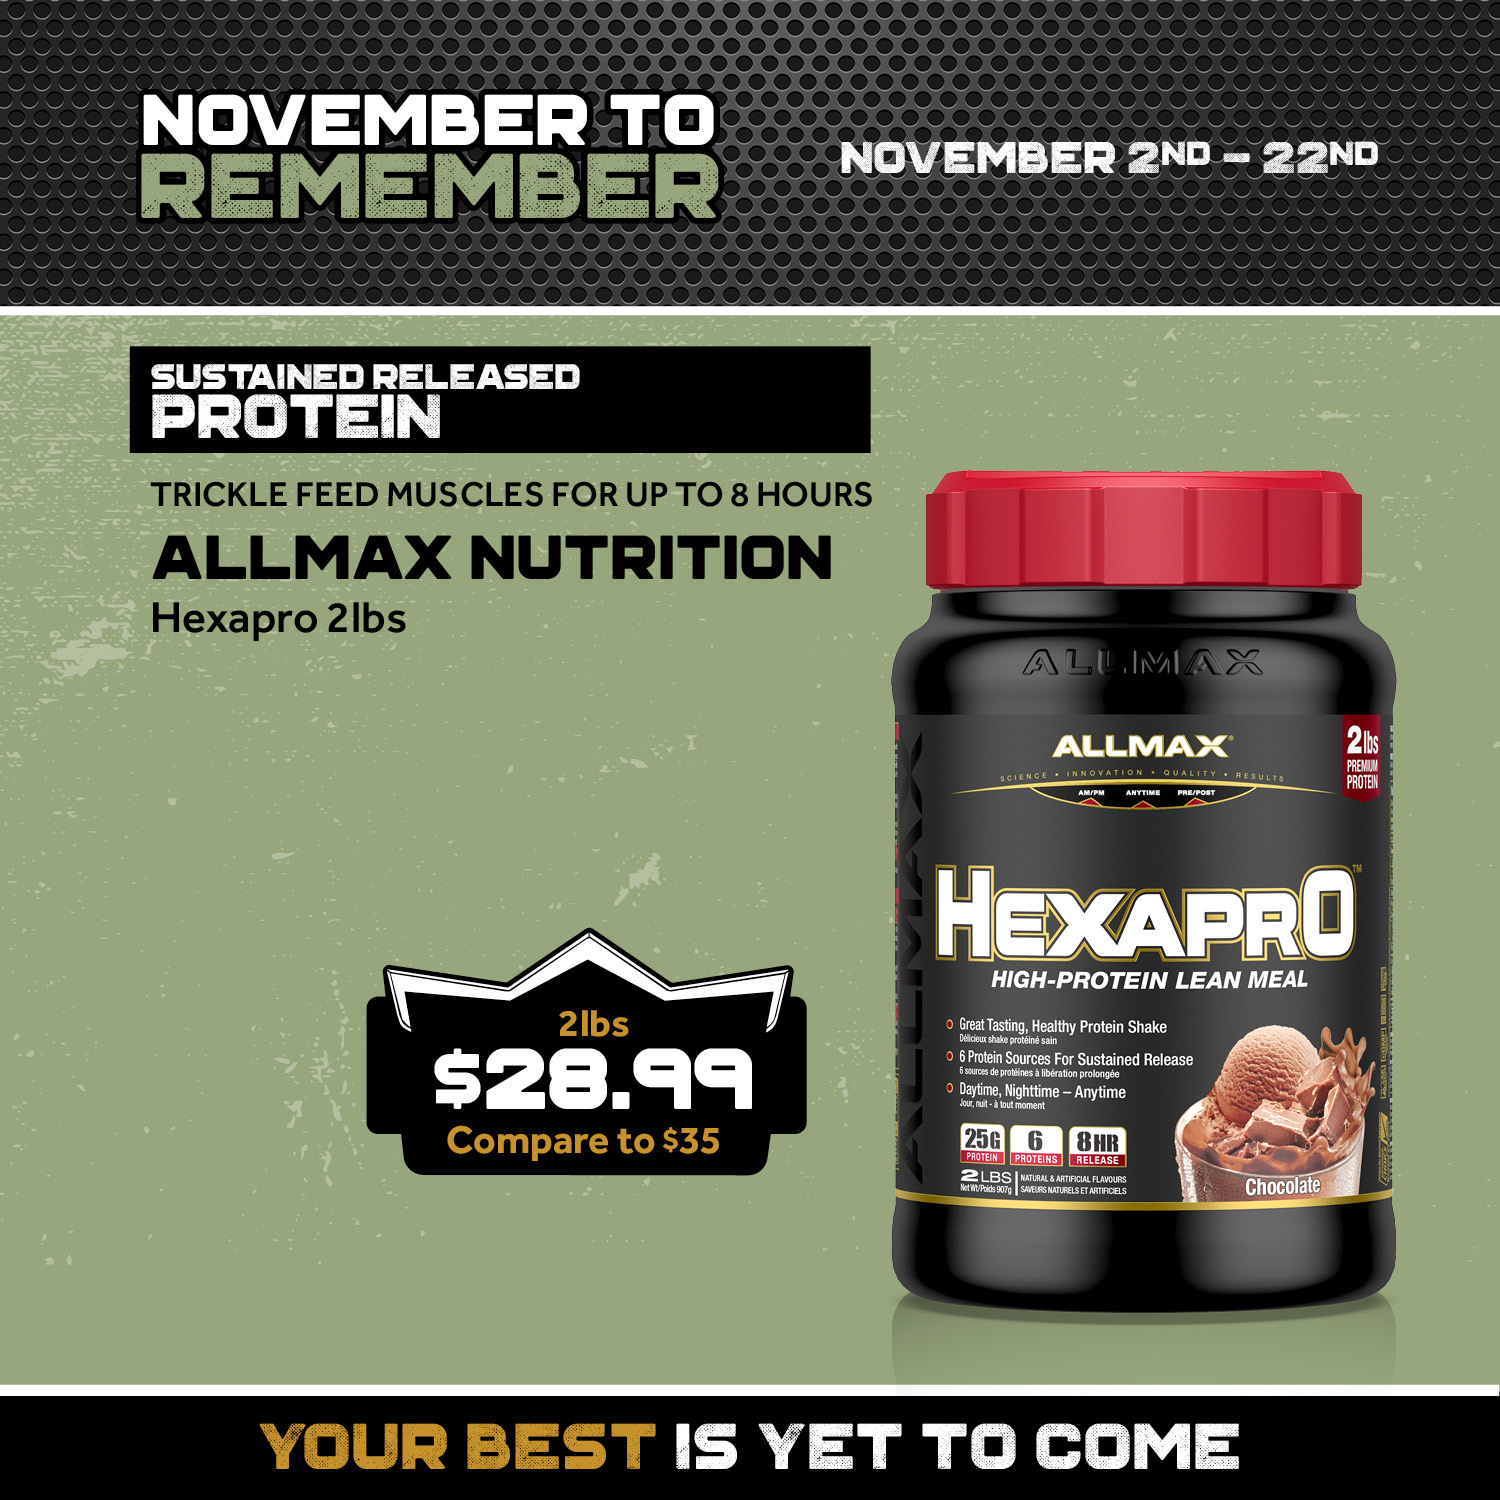 NOVEMBER TO
REMEMBER
NOVEMBER 2ND – 22ND
SUSTAINED RELEASED
PROTEIN
TRICKLE FEED MUSCLES FOR UP TO 8 HOURS
ALLMAX NUTRITION
Hexapro 2lbs
2lbs
$28.99
Compare to $35
ALLMAX
ALLMAX
ALLMAX®
SCIENCE • INNOVATION • QUALITY • RESULTS
AM/PM ANYTIME PRE/POST
2lbs
PREMIUM
PROTEIN
HEXAPRO™
HIGH-PROTEIN LEAN MEAL
Great Tasting, Healthy Protein Shake
Délicieux shake protéiné sain
6 Protein Sources For Sustained Release
6 sources de protéines à libération prolongée
Daytime, Nighttime – Anytime
Jour, nuit - à tout moment
25G
PROTEIN
6
PROTEINS
8HR
RELEASE
2 LBS
Net Wt/Poids 907g
NATURAL & ARTIFICIAL FLAVOURS
SAVEURS NATURELS ET ARTIFICIELS
Chocolate
YOUR BEST IS YET TO COME